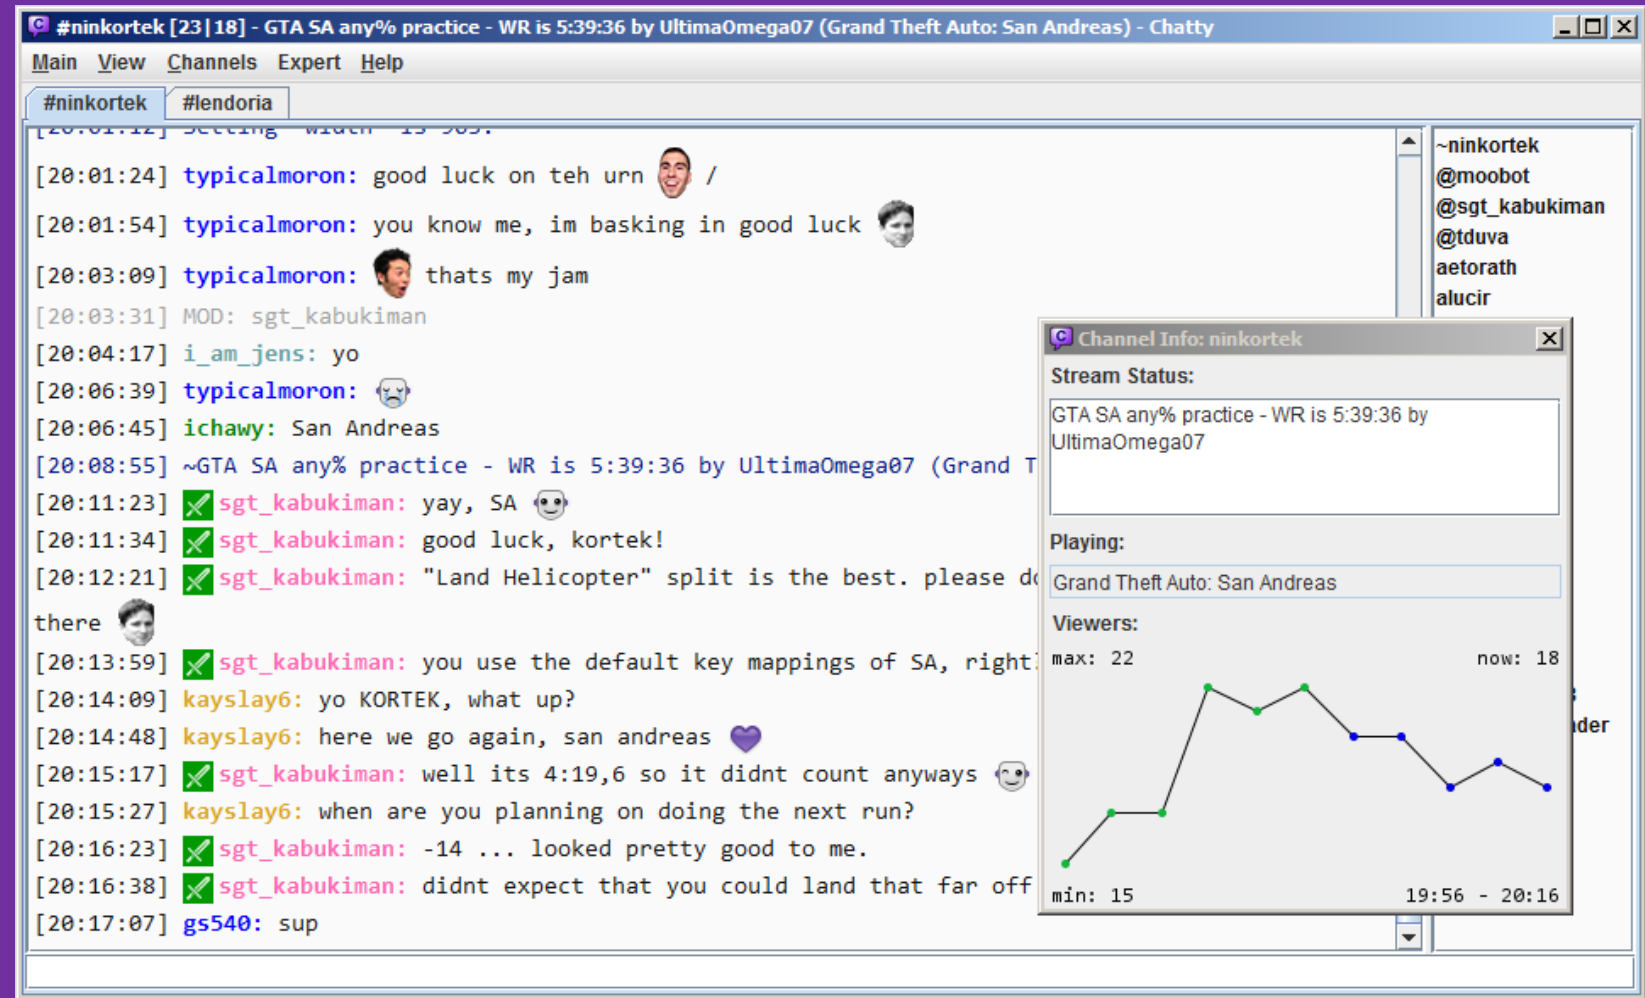 #ninkortek [23|18] - GTA SA any% practice - WR is 5:39:36 by UltimaOmega07 (Grand Theft Auto: San Andreas) - Chatty
Main View Channels Expert Help
#ninkortek #lendoria
[20:01:12] Setting width is 965.
[20:01:24] typicalmoron: good luck on teh urn /
[20:01:54] typicalmoron: you know me, im basking in good luck
[20:03:09] typicalmoron: thats my jam
[20:03:31] MOD: sgt_kabukiman
[20:04:17] i_am_jens: yo
[20:06:39] typicalmoron:
[20:06:45] ichawy: San Andreas
[20:08:55] ~GTA SA any% practice - WR is 5:39:36 by UltimaOmega07 (Grand T
[20:11:23] sgt_kabukiman: yay, SA
[20:11:34] sgt_kabukiman: good luck, kortek!
[20:12:21] sgt_kabukiman: "Land Helicopter" split is the best. please do
there
[20:13:59] sgt_kabukiman: you use the default key mappings of SA, right?
[20:14:09] kayslay6: yo KORTEK, what up?
[20:14:48] kayslay6: here we go again, san andreas
[20:15:17] sgt_kabukiman: well its 4:19,6 so it didnt count anyways
[20:15:27] kayslay6: when are you planning on doing the next run?
[20:16:23] sgt_kabukiman: -14 ... looked pretty good to me.
[20:16:38] sgt_kabukiman: didnt expect that you could land that far off
[20:17:07] gs540: sup
~ninkortek
@moobot
@sgt_kabukiman
@tduva
aetorath
alucir
der
Channel Info: ninkortek
Stream Status:
GTA SA any% practice - WR is 5:39:36 by
UltimaOmega07
Playing:
Grand Theft Auto: San Andreas
Viewers:
max: 22 now: 18
min: 15 19:56 - 20:16